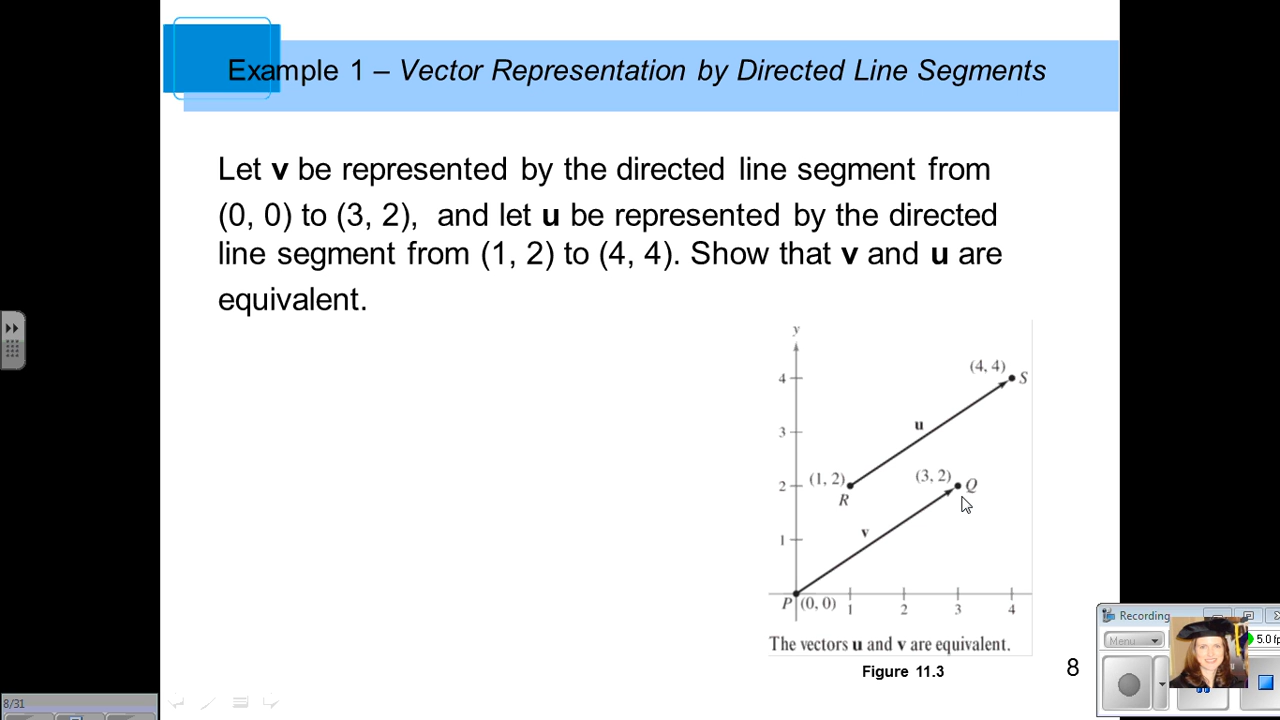 Example 1 – Vector Representation by Directed Line Segments
Let v be represented by the directed line segment from
(0, 0) to (3, 2), and let u be represented by the directed
line segment from (1, 2) to (4, 4). Show that v and u are
equivalent.
y
(4, 4)
4
S
3
u
(1, 2)
(3, 2)
2
Q
R
v
1
P
(0, 0)
1
2
3
4
The vectors u and v are equivalent.
Figure 11.3
8
Recording
Menu
5.0 fp
8/31